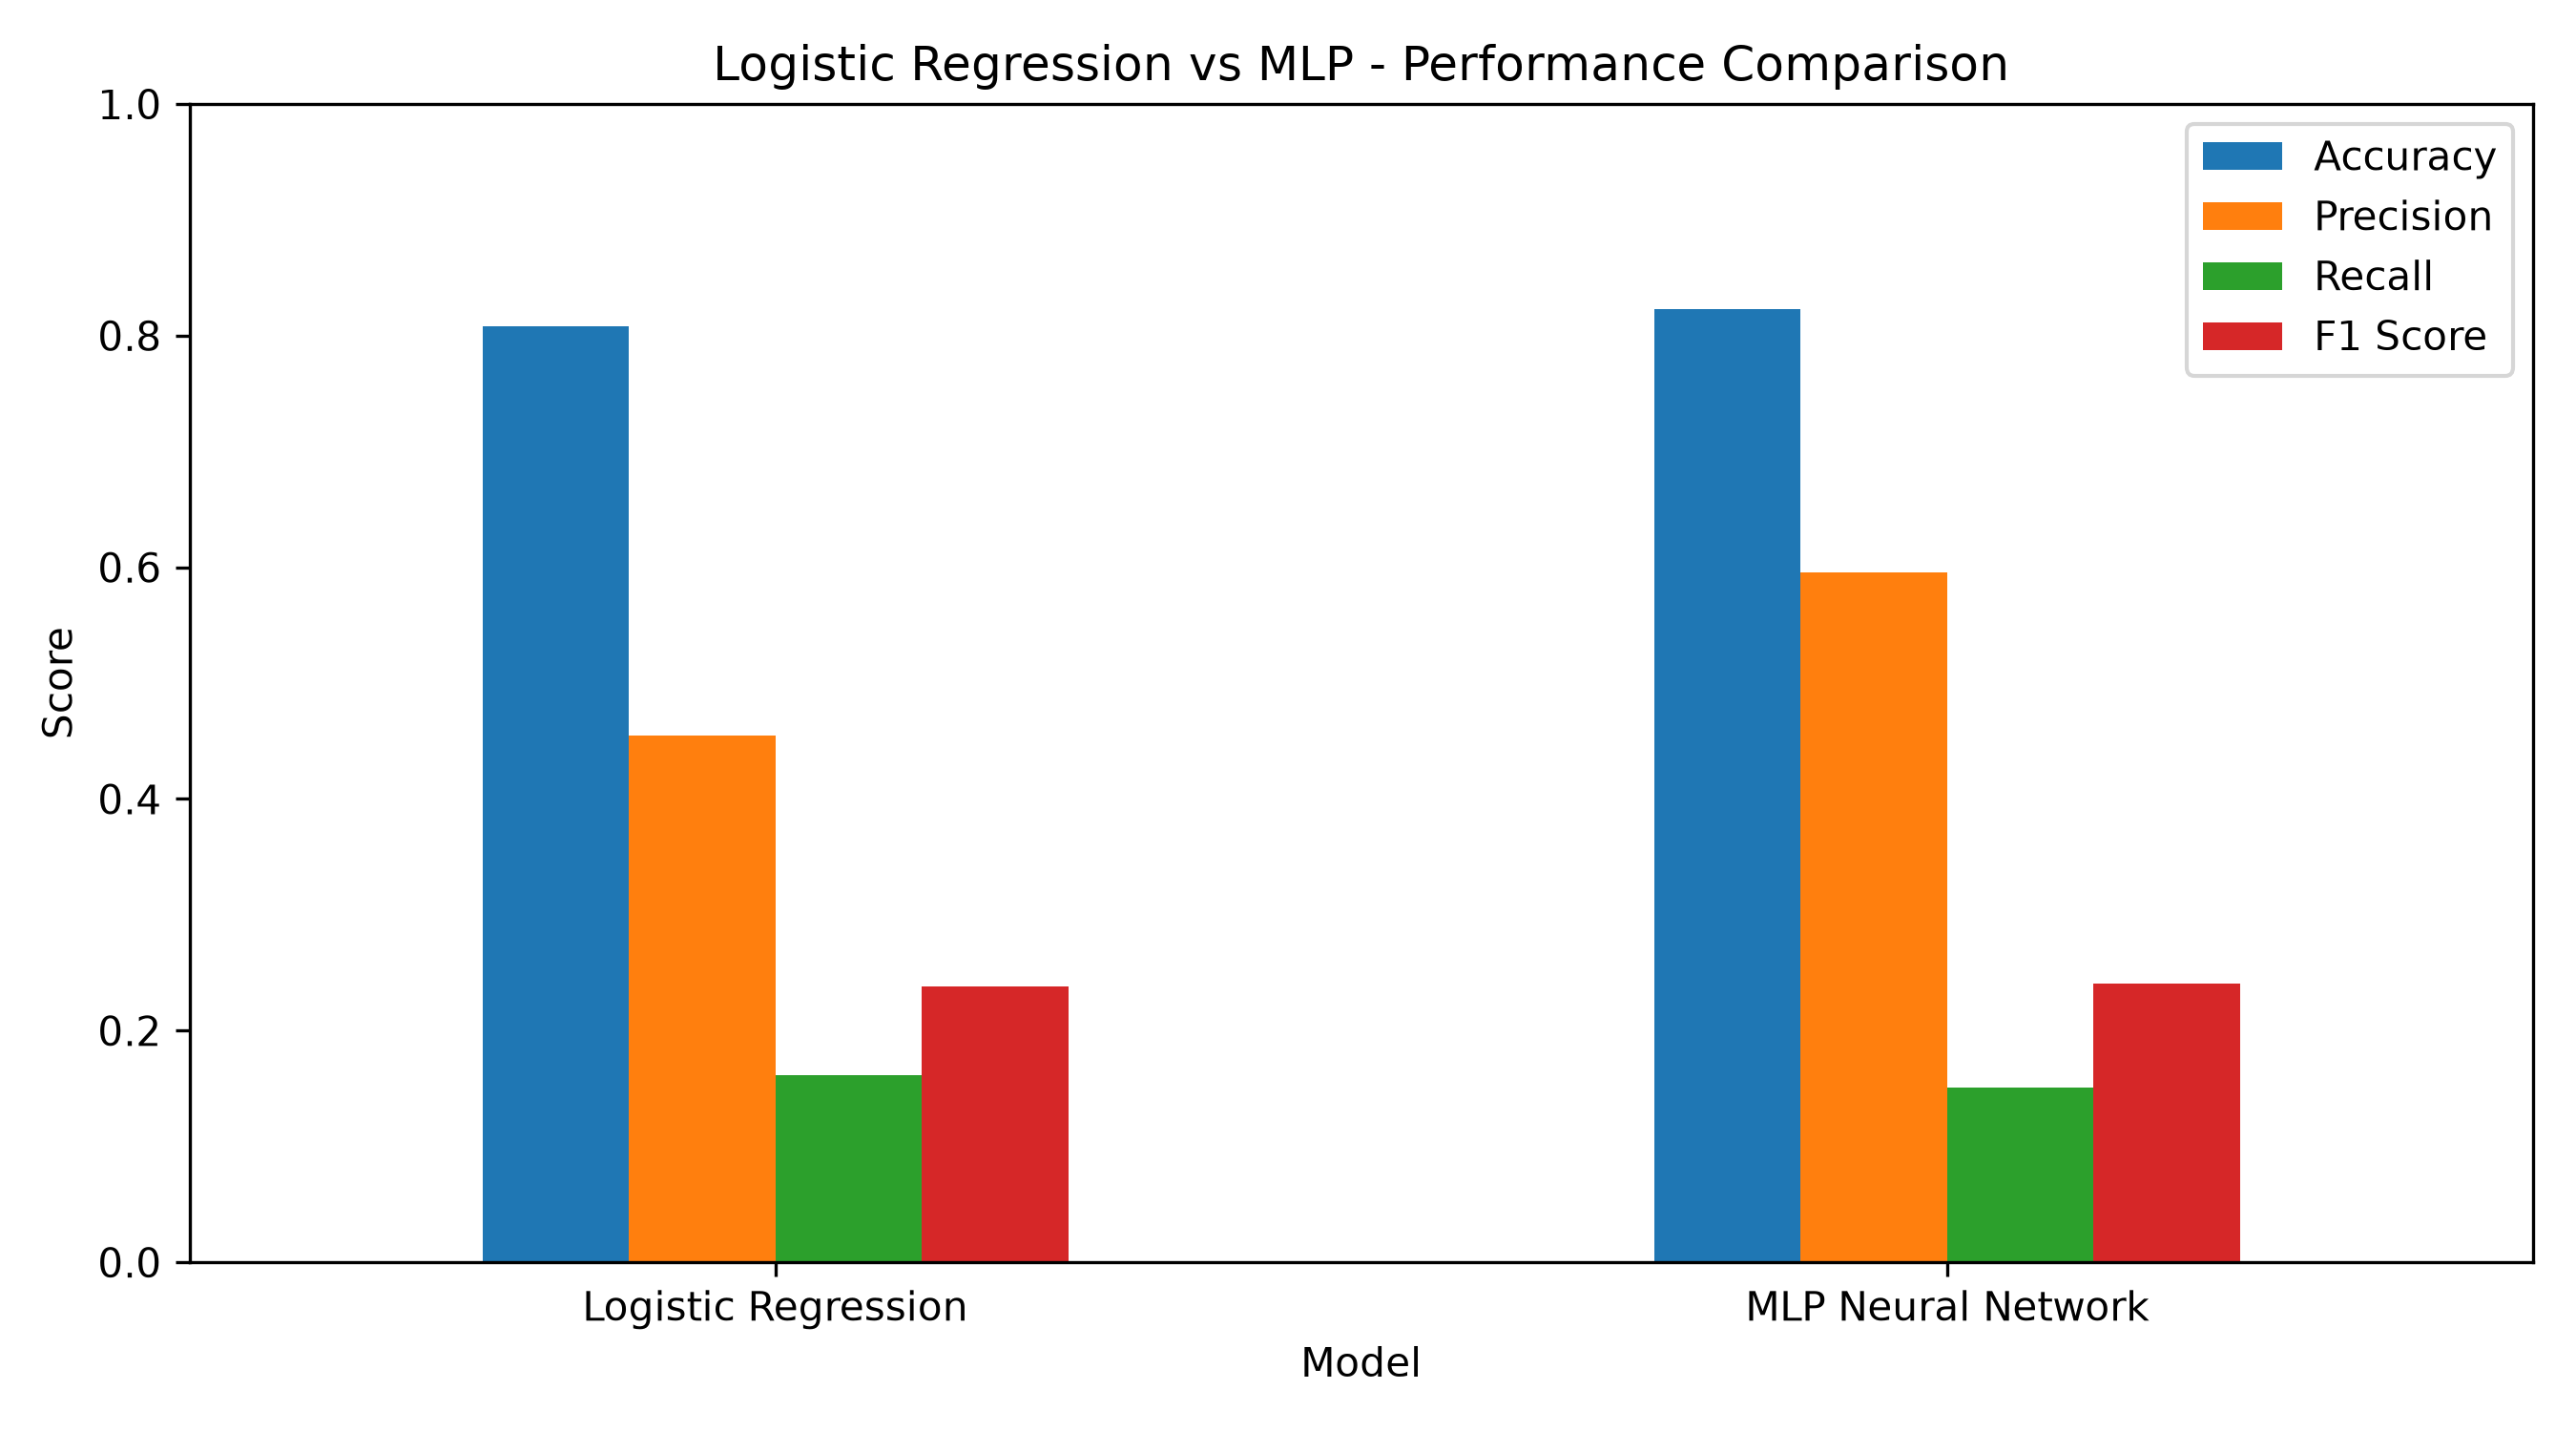 Logistic Regression vs MLP - Performance Comparison
1.0
0.8
0.6
0.4
0.2
0.0
Score
Accuracy
Precision
Recall
F1 Score
Logistic Regression
MLP Neural Network
Model